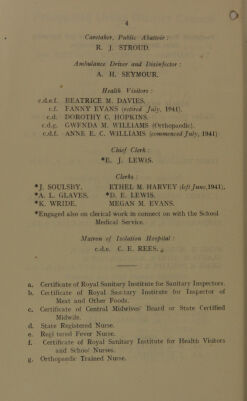 4
Caretaker, Public Abattoir :
R. J. STROUD.
Ambulance Driver and Disinfector :
A. H. SEYMOUR.
Health Visitors :
c.d.e.f. BEATRICE M. DAVIES.
c.f. FANNY EVANS (retired July, 1941).
c.d. DOROTHY C. HOPKINS.
c.d.g. GWENDA M. WILLIAMS (Orthopaedic).
c.d.f. ANNE E. C. WILLIAMS (commenced July, 1941)
Chief Clerk :
*E. J. LEWIS.
Clerks :
*J. SOULSBY, ETHEL M. HARVEY (left June, 1941),
*A. L. GLAVES, *D. E. LEWIS,
*K. WRIDE, MEGAN M. EVANS.
*Engaged also on clerical work in connect on with the School
Medical Service.
Matron of Isolation Hospital :
c.d.e. C. E. REES.
a. Certificate of Royal Sanitary Institute for Sanitary Inspectors.
b. Certificate of Royal Sanitary Institute for Inspector of
Meat and Other Foods.
c. Certificate of Central Midwives' Board or State Certified
Midwife.
d. State Registered Nurse.
e. Regi tered Fever Nurse.
f. Certificate of Royal Sanitary Institute for Health Visitors
and School Nurses.
g. Orthopaedic Trained Nurse.